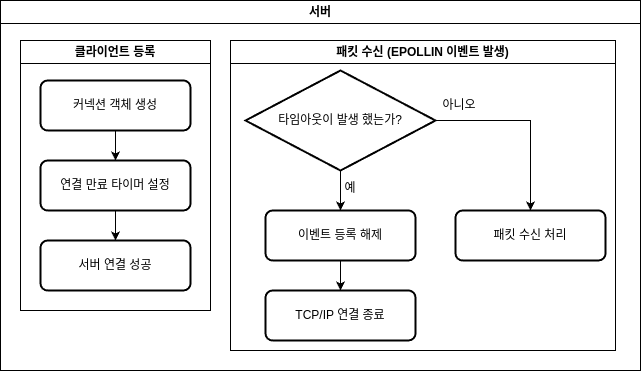 서버
클라이언트 등록
커넥션 객체 생성
연결 만료 타이머 설정
서버 연결 성공
패킷 수신 (EPOLLIN 이벤트 발생)
타임아웃이 발생 했는가?
아니오
예
이벤트 등록 해제
패킷 수신 처리
TCP/IP 연결 종료